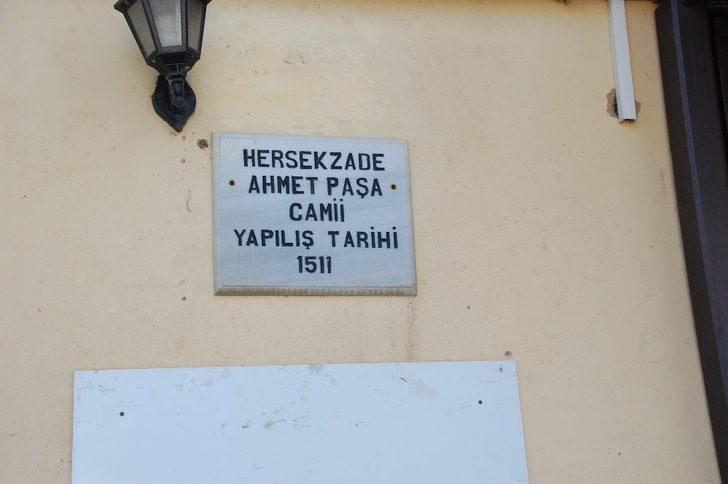 HERSEKZADE
AHMET PAŞA
CAMİİ
YAPILIŞ TARİHİ
1511